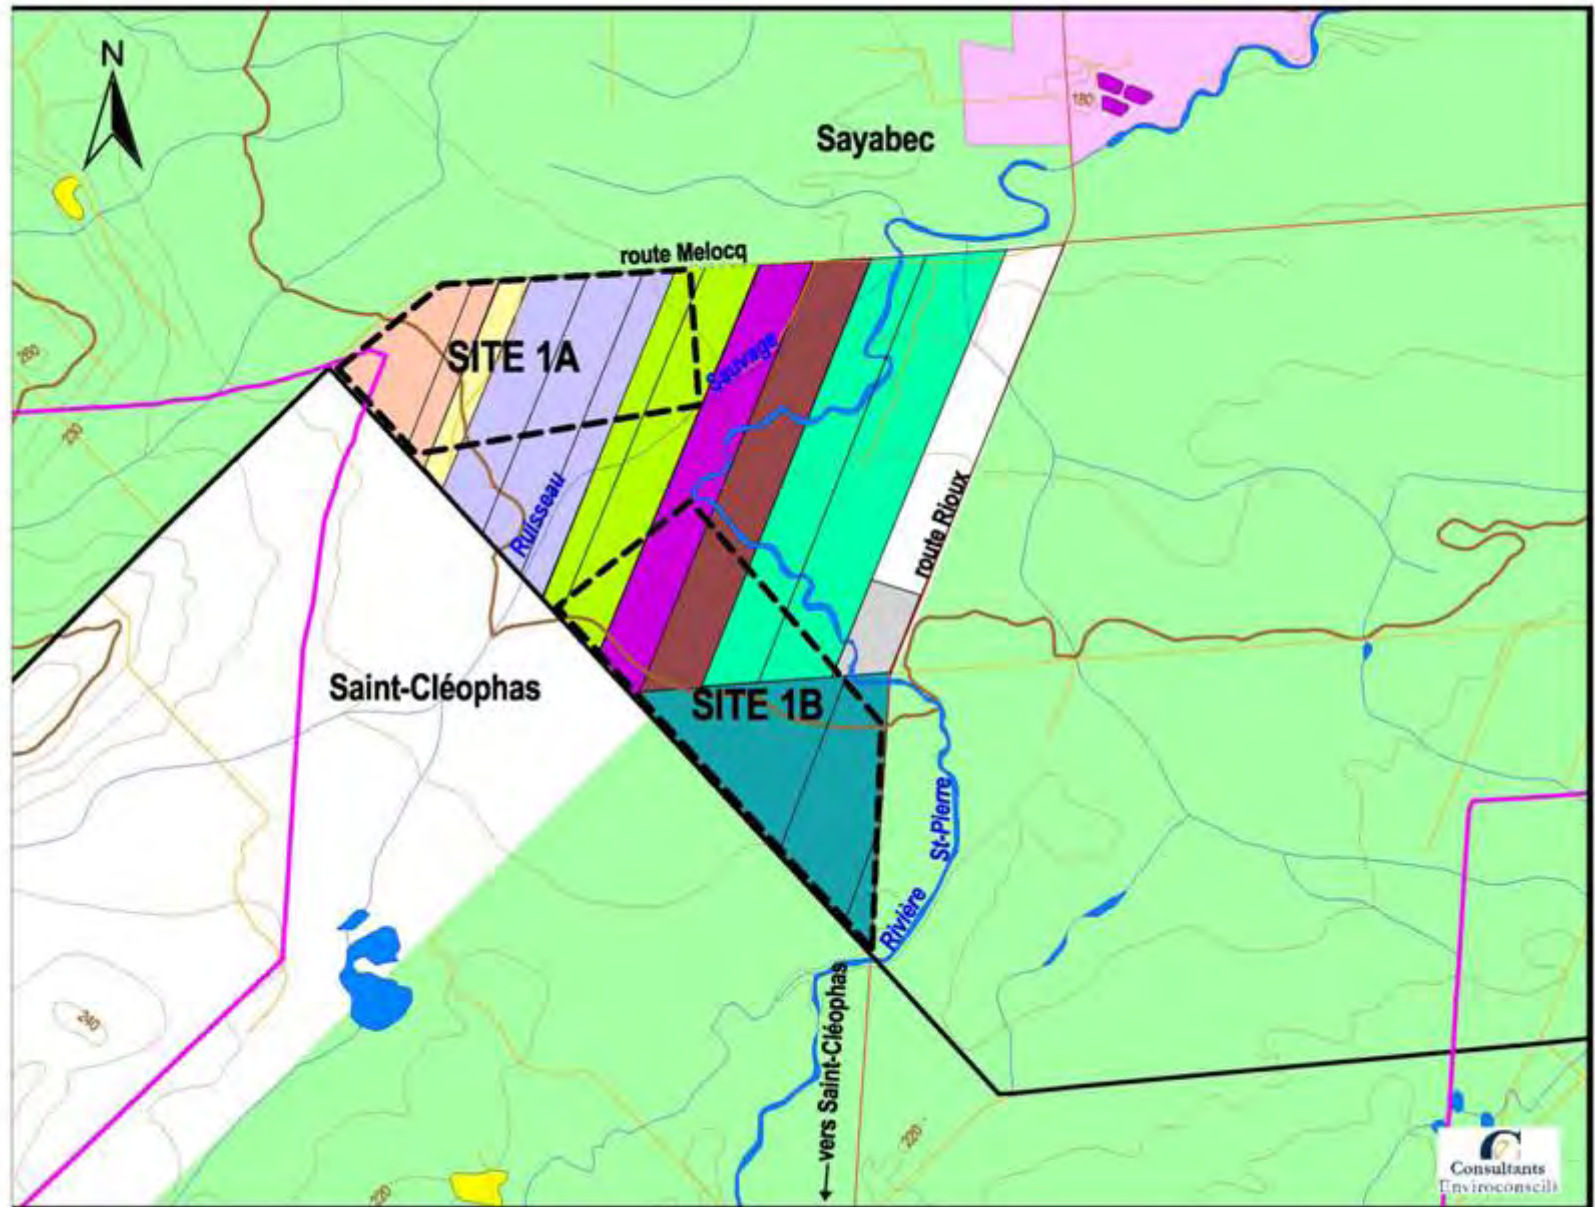 N
180
Sayabec
route Melocq
SITE 1A
Sauvage
260
230
Ruisseau
route Rioux
Saint-Cléophas
SITE 1B
St-Pierre
Rivière
240
vers Saint-Cléophas
220
220
Consultants
Enviroconseils